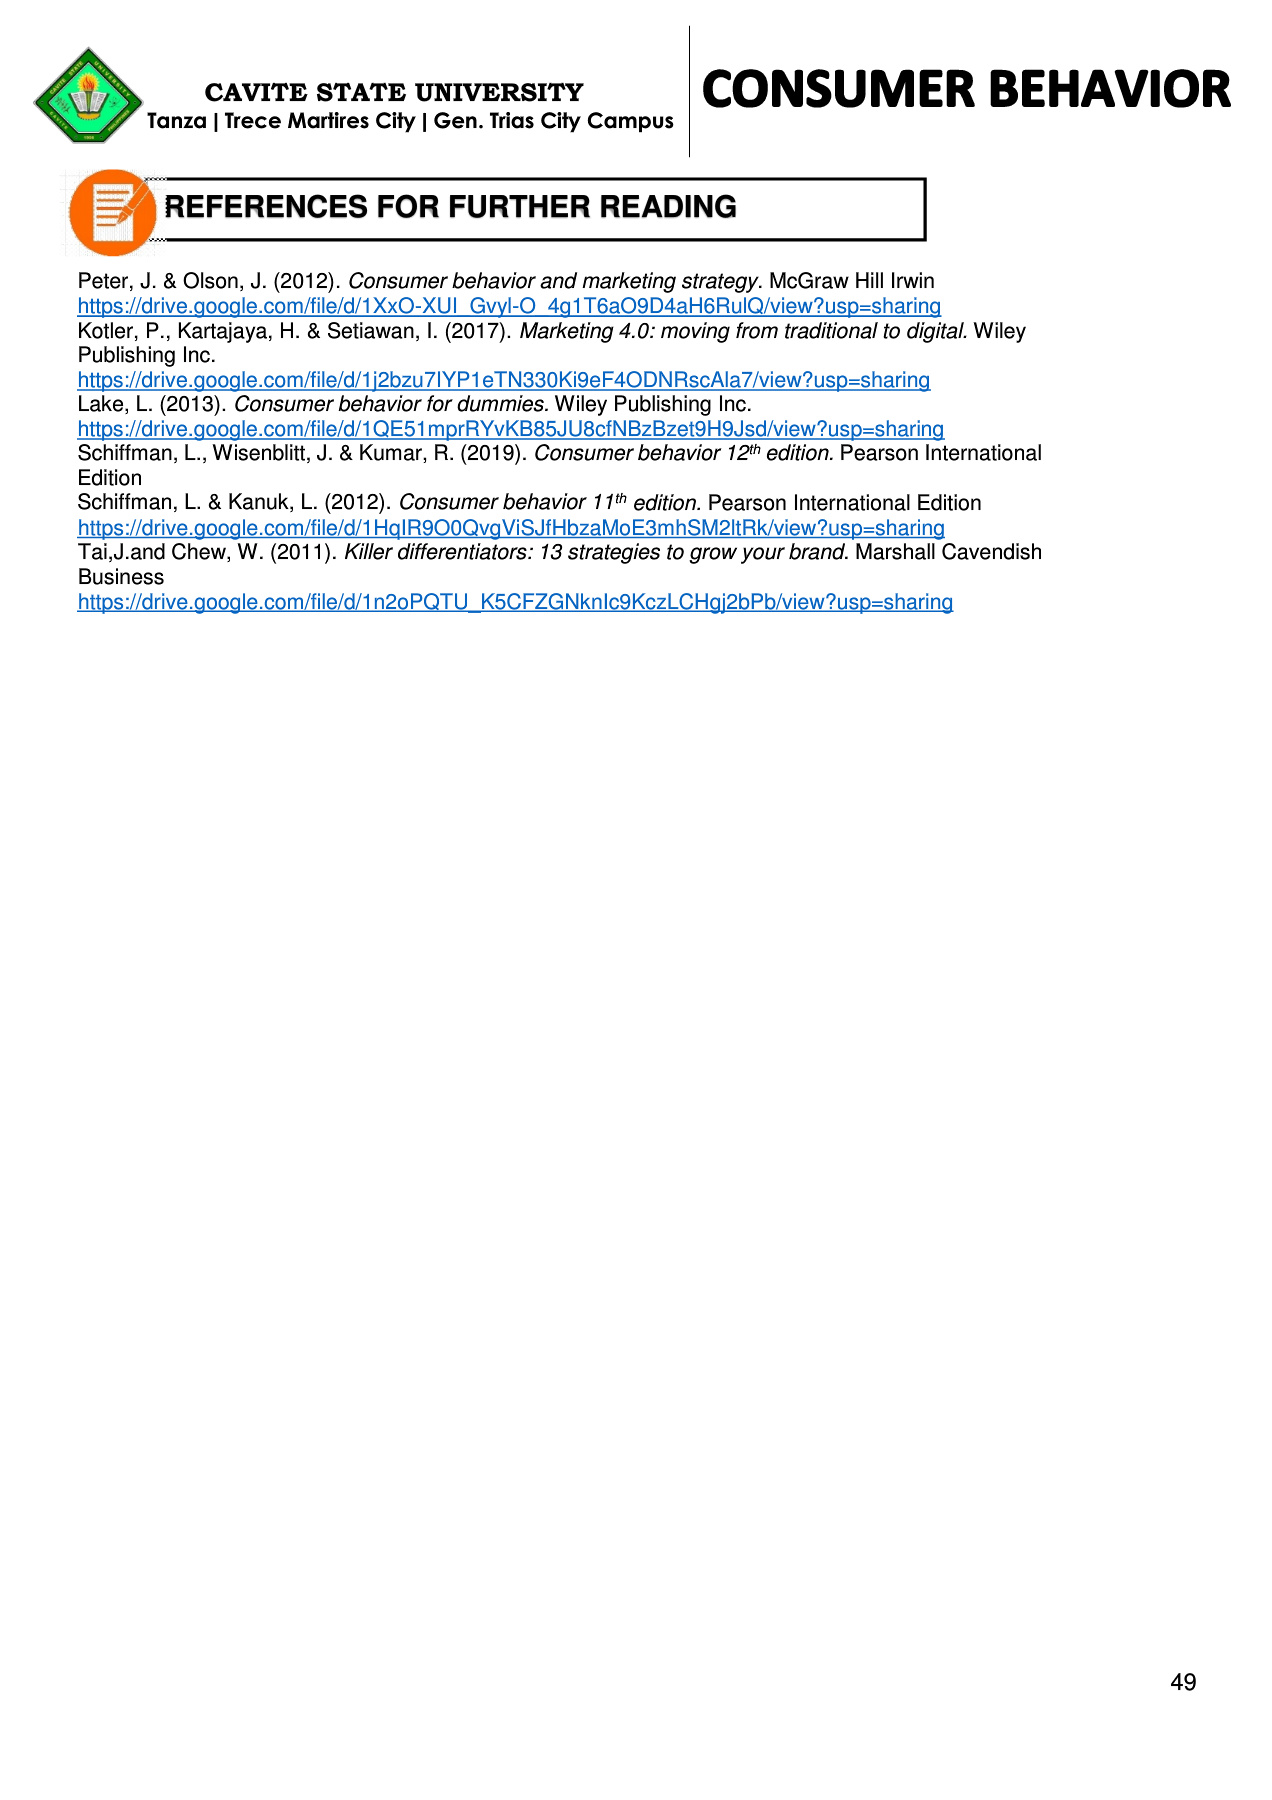 CAVITE STATE UNIVERSITY
Tanza | Trece Martires City | Gen. Trias City Campus
CONSUMER BEHAVIOR
REFERENCES FOR FURTHER READING
Peter, J. & Olson, J. (2012). Consumer behavior and marketing strategy. McGraw Hill Irwin
https://drive.google.com/file/d/1XxO-XUI_Gvyl-O_4g1T6aO9D4aH6RulQ/view?usp=sharing
Kotler, P., Kartajaya, H. & Setiawan, I. (2017). Marketing 4.0: moving from traditional to digital. Wiley
Publishing Inc.
https://drive.google.com/file/d/1j2bzu7IYP1eTN330Ki9eF4ODNRscAla7/view?usp=sharing
Lake, L. (2013). Consumer behavior for dummies. Wiley Publishing Inc.
https://drive.google.com/file/d/1QE51mprRYvKB85JU8cfNBzBzet9H9Jsd/view?usp=sharing
Schiffman, L., Wisenblitt, J. & Kumar, R. (2019). Consumer behavior 12th edition. Pearson International
Edition
Schiffman, L. & Kanuk, L. (2012). Consumer behavior 11th edition. Pearson International Edition
https://drive.google.com/file/d/1HqIR9O0QvgViSJfHbzaMoE3mhSM2ltRk/view?usp=sharing
Tai,J.and Chew, W. (2011). Killer differentiators: 13 strategies to grow your brand. Marshall Cavendish
Business
https://drive.google.com/file/d/1n2oPQTU_K5CFZGNknIc9KczLCHgj2bPb/view?usp=sharing
49